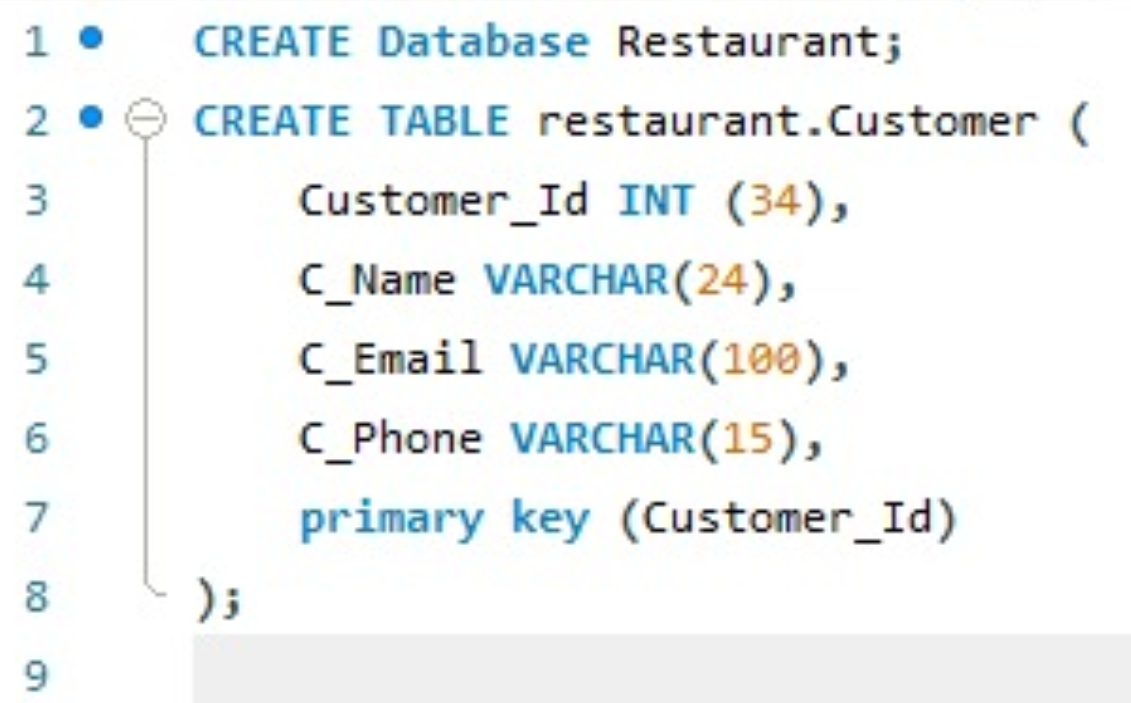 1 CREATE Database Restaurant;
2 CREATE TABLE restaurant.Customer (
3 Customer_Id INT (34),
4 C_Name VARCHAR(24),
5 C_Email VARCHAR(100),
6 C_Phone VARCHAR(15),
7 primary key (Customer_Id)
8 );
9